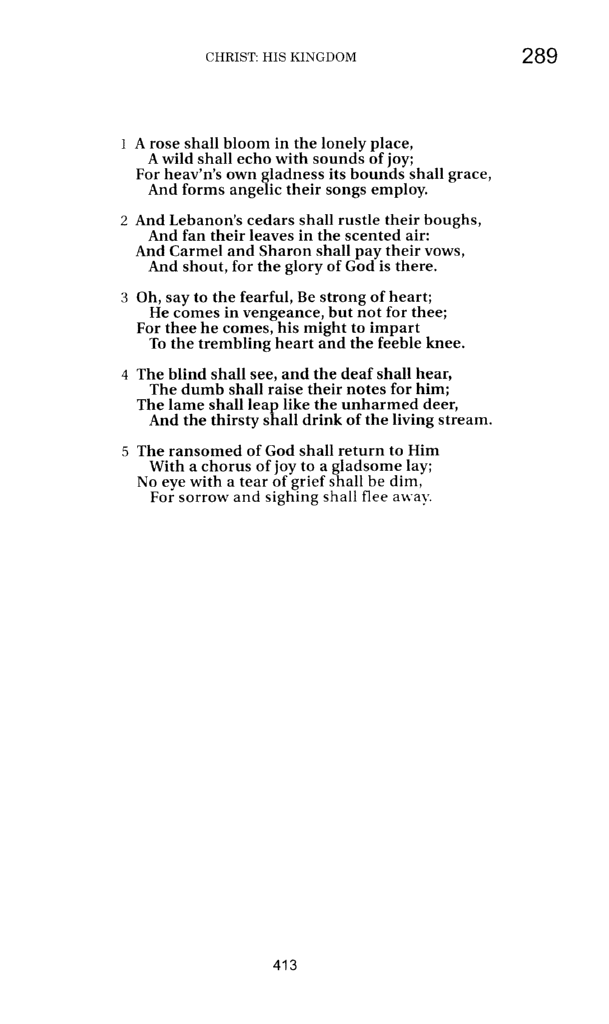 CHRIST: HIS KINGDOM 289
1 A rose shall bloom in the lonely place,
A wild shall echo with sounds of joy;
For heav'n's own gladness its bounds shall grace,
And forms angelic their songs employ.
2 And Lebanon's cedars shall rustle their boughs,
And fan their leaves in the scented air:
And Carmel and Sharon shall pay their vows,
And shout, for the glory of God is there.
3 Oh, say to the fearful, Be strong of heart;
He comes in vengeance, but not for thee;
For thee he comes, his might to impart
To the trembling heart and the feeble knee.
4 The blind shall see, and the deaf shall hear,
The dumb shall raise their notes for him;
The lame shall leap like the unharmed deer,
And the thirsty shall drink of the living stream.
5 The ransomed of God shall return to Him
With a chorus of joy to a gladsome lay;
No eye with a tear of grief shall be dim,
For sorrow and sighing shall flee away.
413